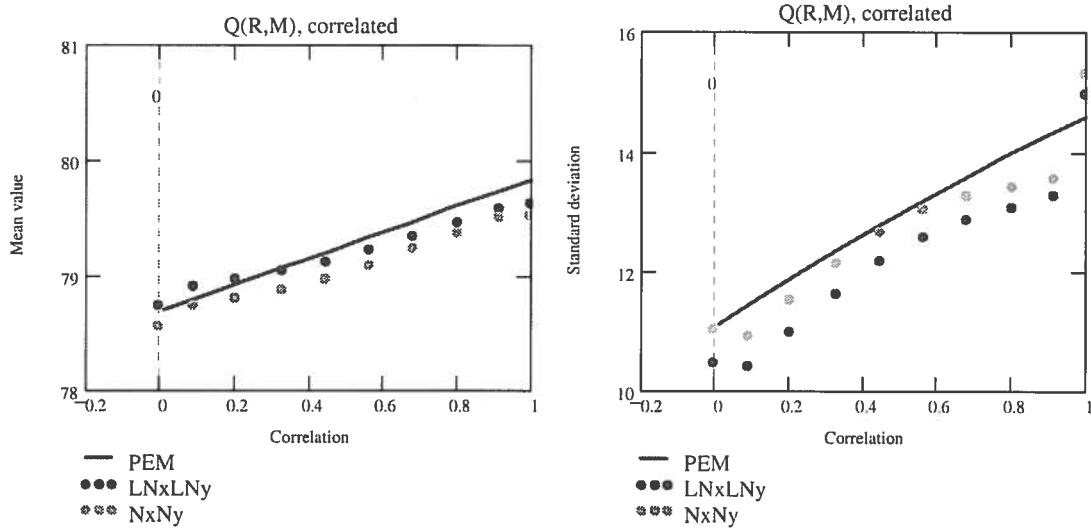 Q(R,M), correlated
81
80
79
78
0
Mean value
−0.2
0
0.2
0.4
0.6
0.8
1
Correlation
PEM
LNxLNy
NxNy
Q(R,M), correlated
16
14
12
10
0
Standard deviation
−0.2
0
0.2
0.4
0.6
0.8
1
Correlation
PEM
LNxLNy
NxNy